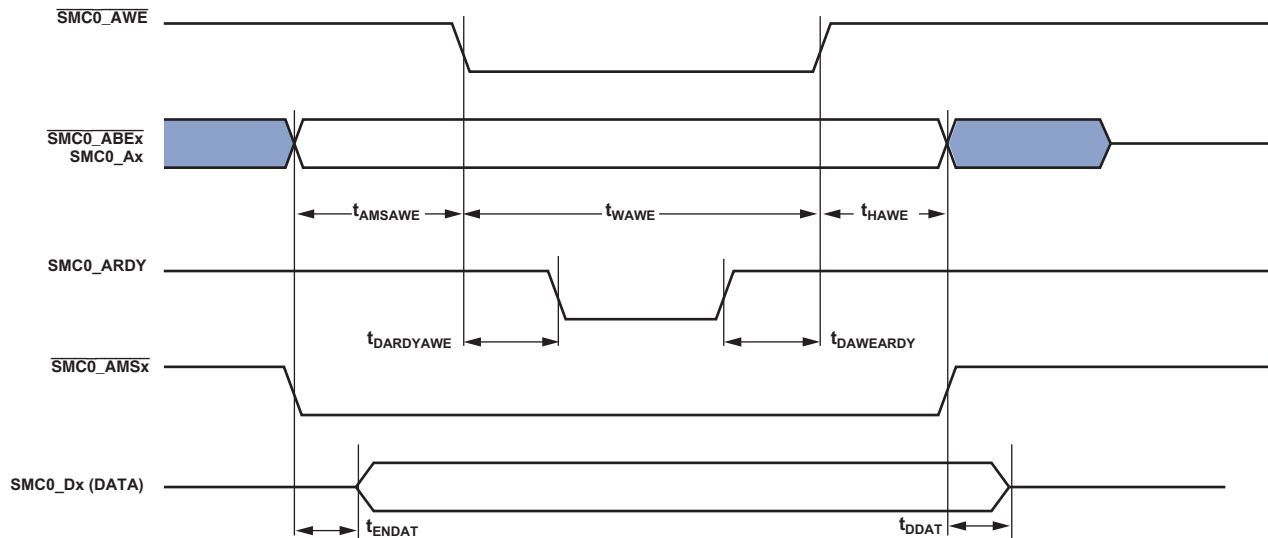 SMC0_AWE
SMC0_ABEx
SMC0_Ax
tAMSAWE
tWAWE
tHAWE
SMC0_ARDY
tDARDYAWE
tDAWEARDY
SMC0_AMSx
SMC0_Dx (DATA)
tENDAT
tDDAT